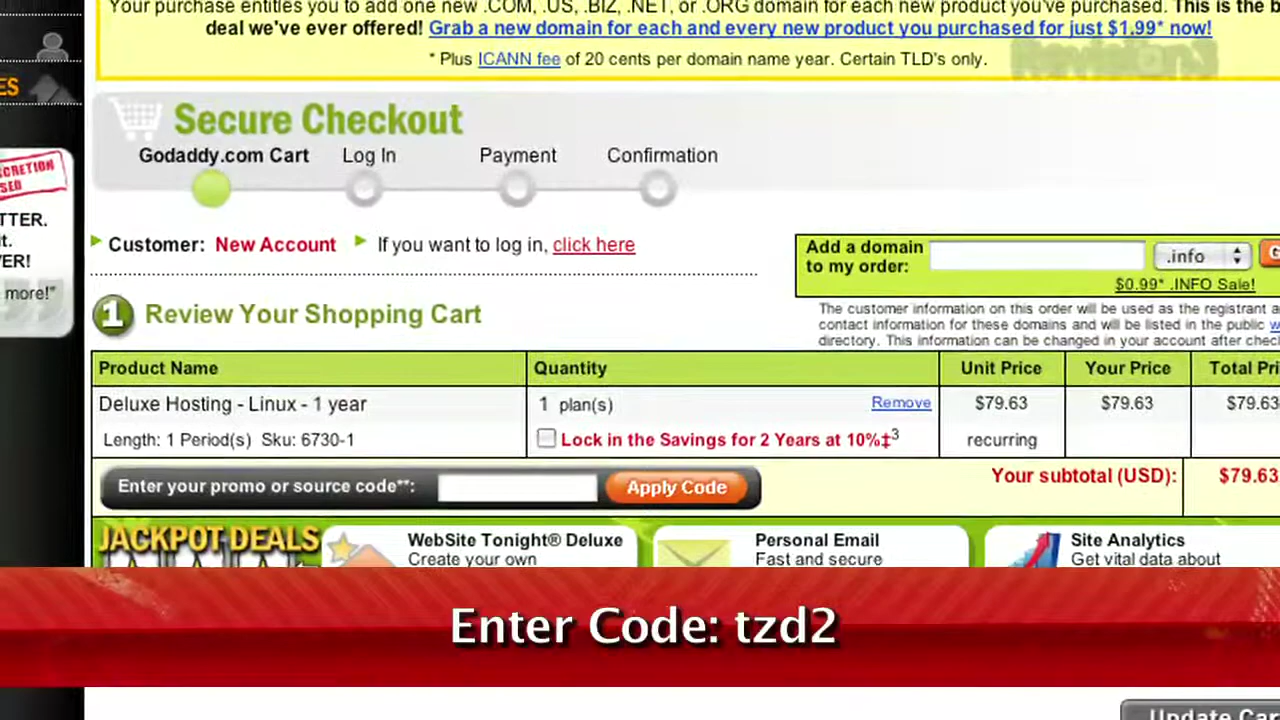 Your purchase entitles you to add one new .COM, .US, .BIZ, .NET, or .ORG domain for each new product you've purchased. This is the b
deal we've ever offered! Grab a new domain for each and every new product you purchased for just $1.99* now!
* Plus ICANN fee of 20 cents per domain name year. Certain TLD's only.
Revision3
ES
Secure Checkout
Godaddy.com Cart Log In Payment Confirmation
CRETION
SED
TTER.
it.
VER!
more!"
Customer: New Account If you want to log in, click here
Add a domain
to my order:
.info
$0.99* .INFO Sale!
1 Review Your Shopping Cart
The customer information on this order will be used as the registrant a
contact information for these domains and will be listed in the public w
directory. This information can be changed in your account after chec
Product Name Quantity Unit Price Your Price Total Pri
Deluxe Hosting - Linux - 1 year 1 plan(s) Remove $79.63 $79.63 $79.63
Length: 1 Period(s) Sku: 6730-1 Lock in the Savings for 2 Years at 10%‡3 recurring
Your subtotal (USD): $79.63
Enter your promo or source code**: Apply Code
JACKPOT DEALS
WebSite Tonight® Deluxe
Create your own
Personal Email
Fast and secure
Site Analytics
Get vital data about
Enter Code: tzd2
Update Car